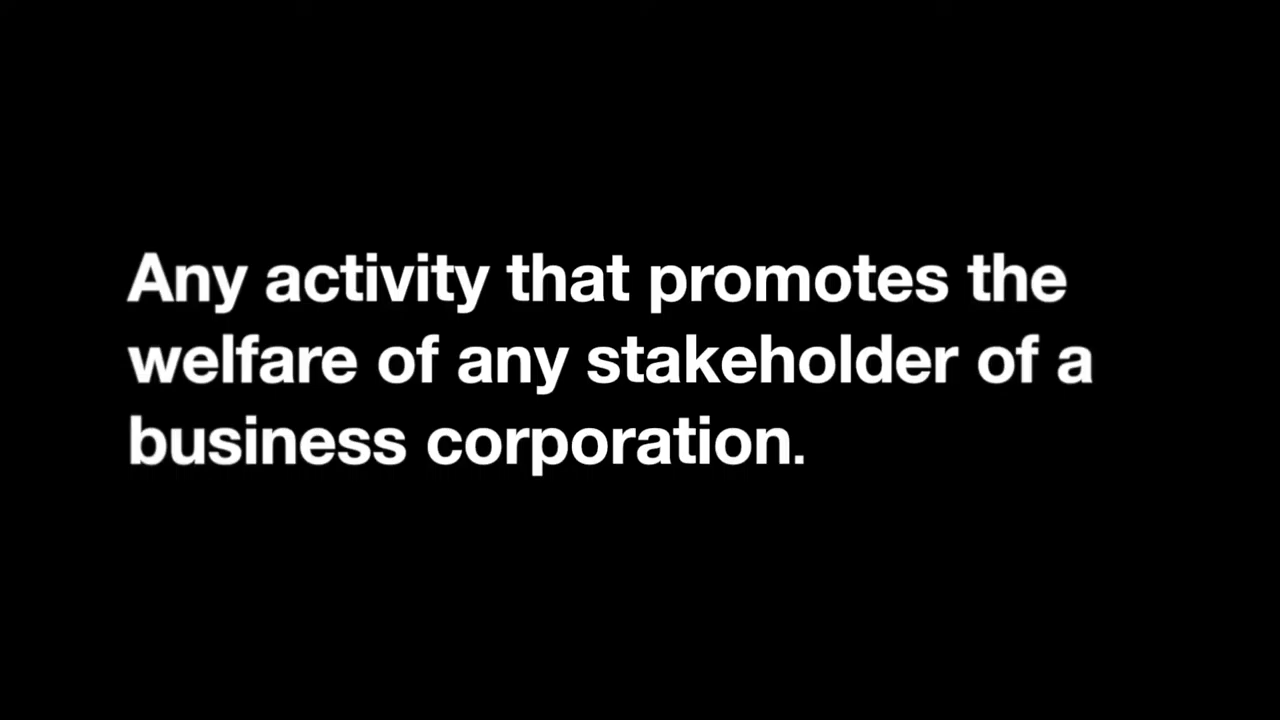 Any activity that promotes the
welfare of any stakeholder of a
business corporation.